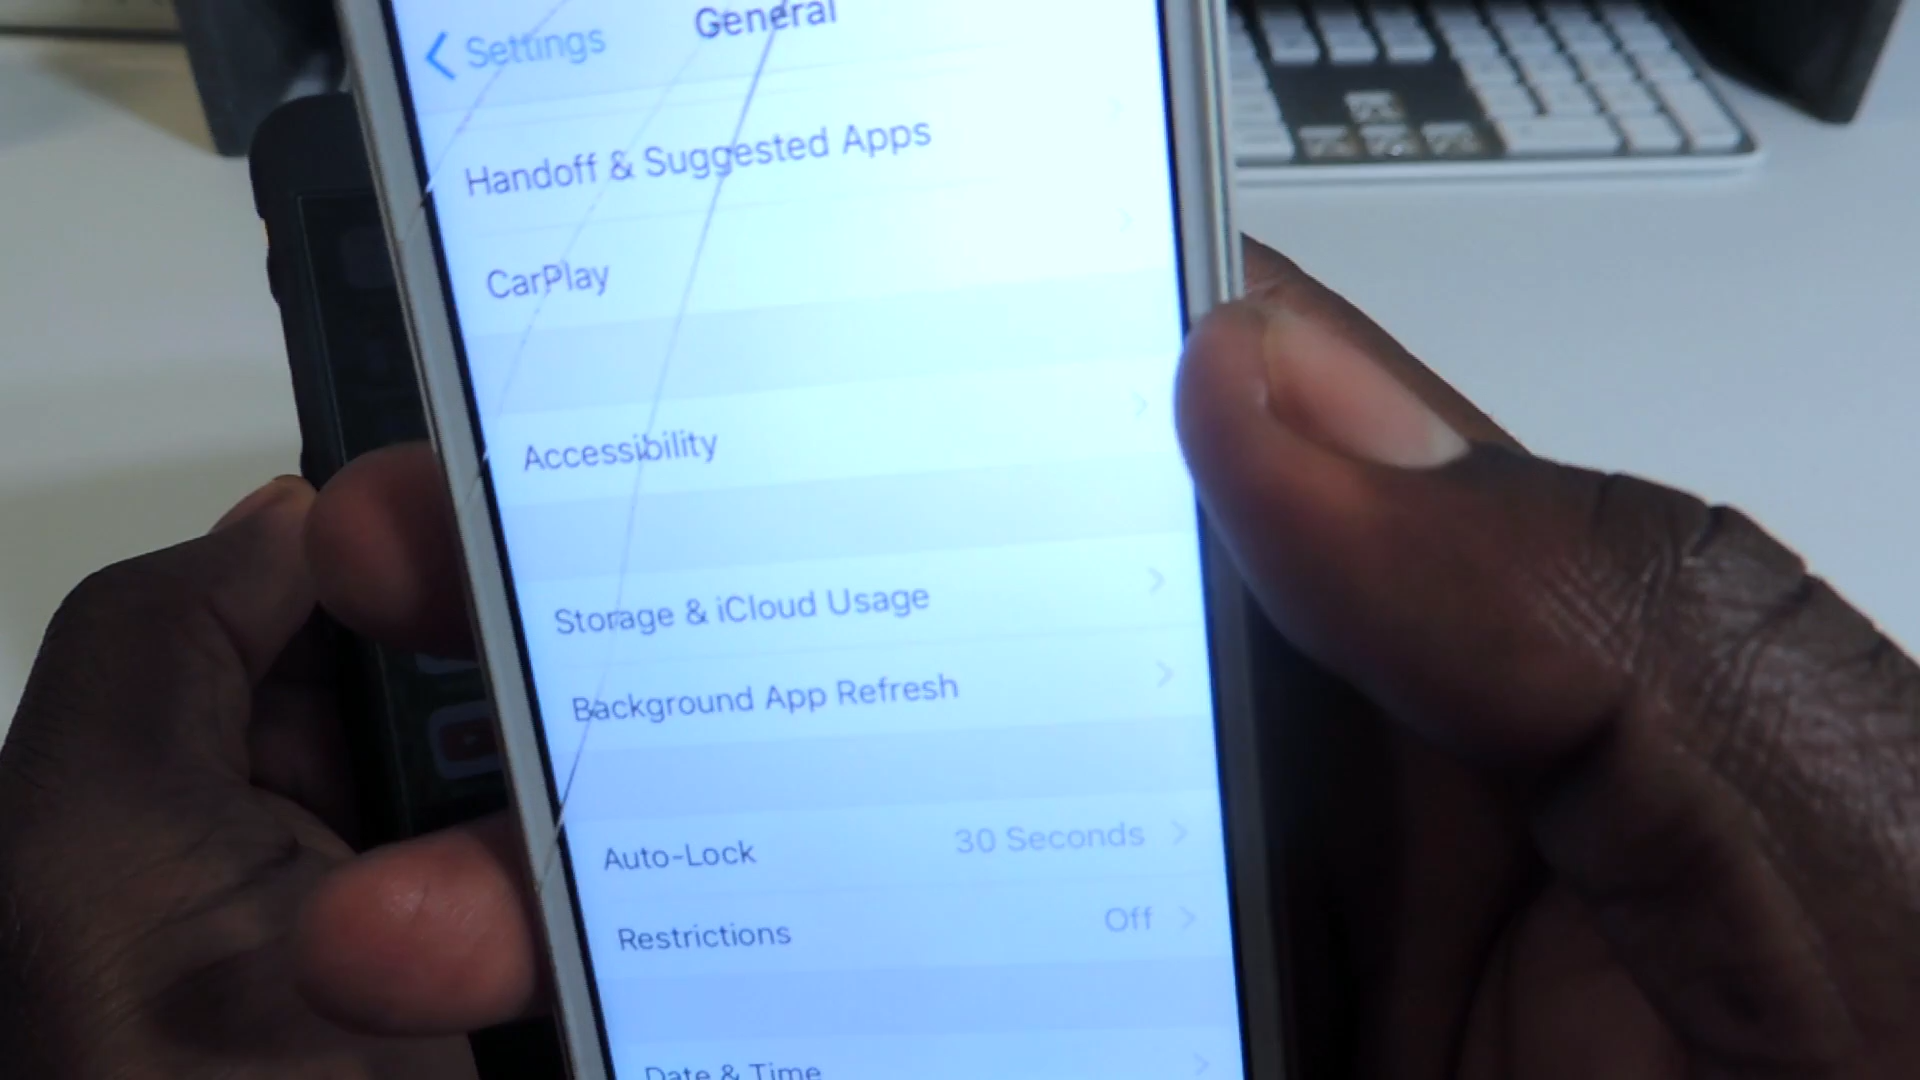 Settings
General
Handoff & Suggested Apps
CarPlay
Accessibility
Storage & iCloud Usage
Background App Refresh
Auto-Lock 30 Seconds
Restrictions Off
Date & Time